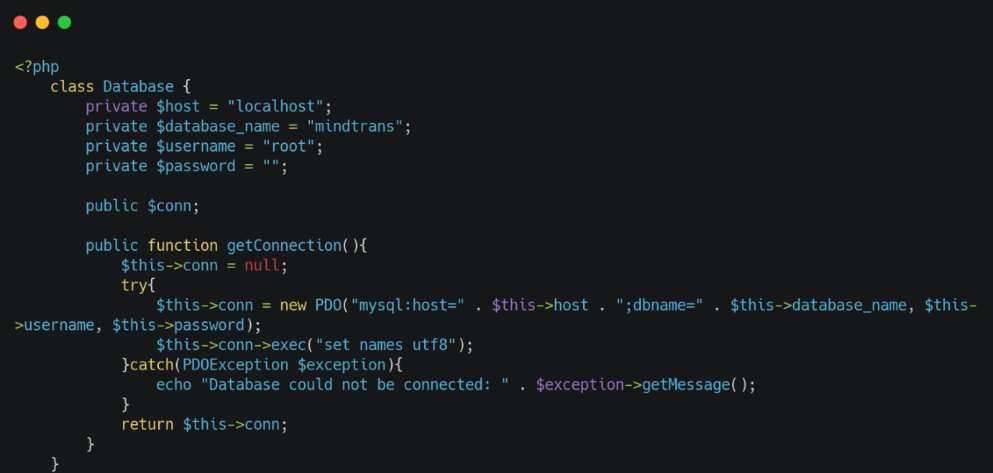 <?php
    class Database {
        private $host = "localhost";
        private $database_name = "mindtrans";
        private $username = "root";
        private $password = "";

        public $conn;

        public function getConnection(){
            $this->conn = null;
            try{
                $this->conn = new PDO("mysql:host=" . $this->host . ";dbname=" . $this->database_name, $this-
>username, $this->password);
                $this->conn->exec("set names utf8");
            }catch(PDOException $exception){
                echo "Database could not be connected: " . $exception->getMessage();
            }
            return $this->conn;
        }
    }